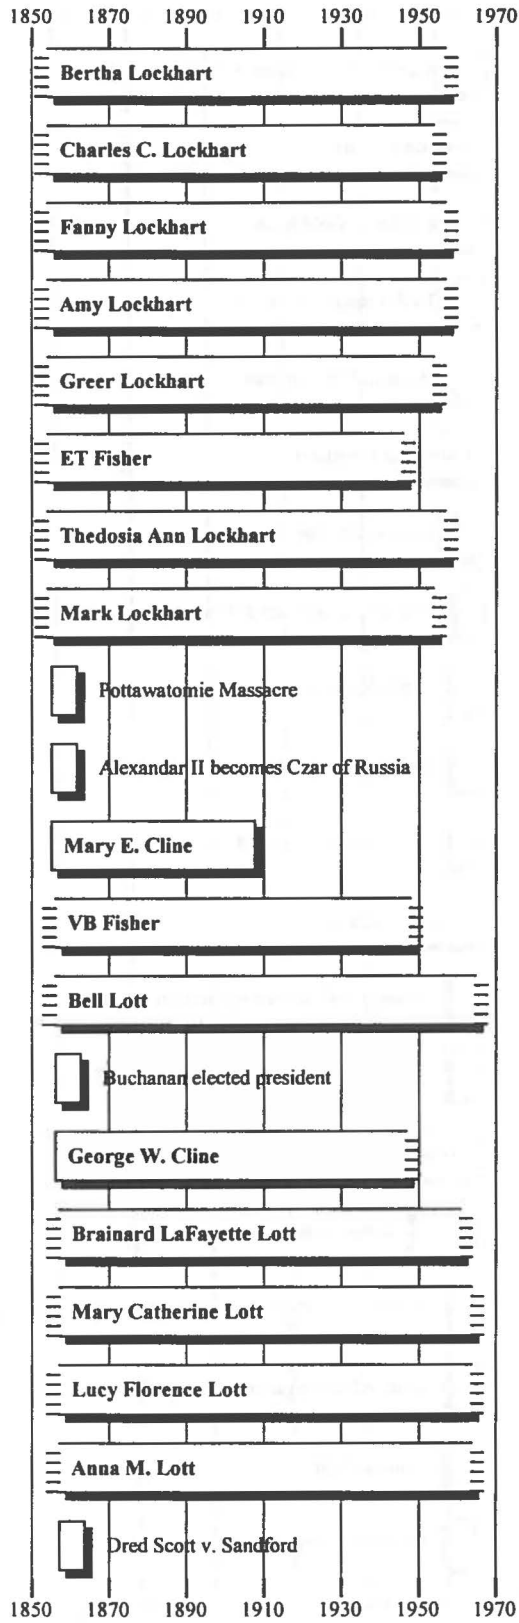 1850 1870 1890 1910 1930 1950 1970
Bertha Lockhart
Charles C. Lockhart
Fanny Lockhart
Amy Lockhart
Greer Lockhart
ET Fisher
Thedosia Ann Lockhart
Mark Lockhart
Pottawatomie Massacre
Alexandar II becomes Czar of Russia
Mary E. Cline
VB Fisher
Bell Lott
Buchanan elected president
George W. Cline
Brainard LaFayette Lott
Mary Catherine Lott
Lucy Florence Lott
Anna M. Lott
Dred Scott v. Sandford
1850 1870 1890 1910 1930 1950 1970